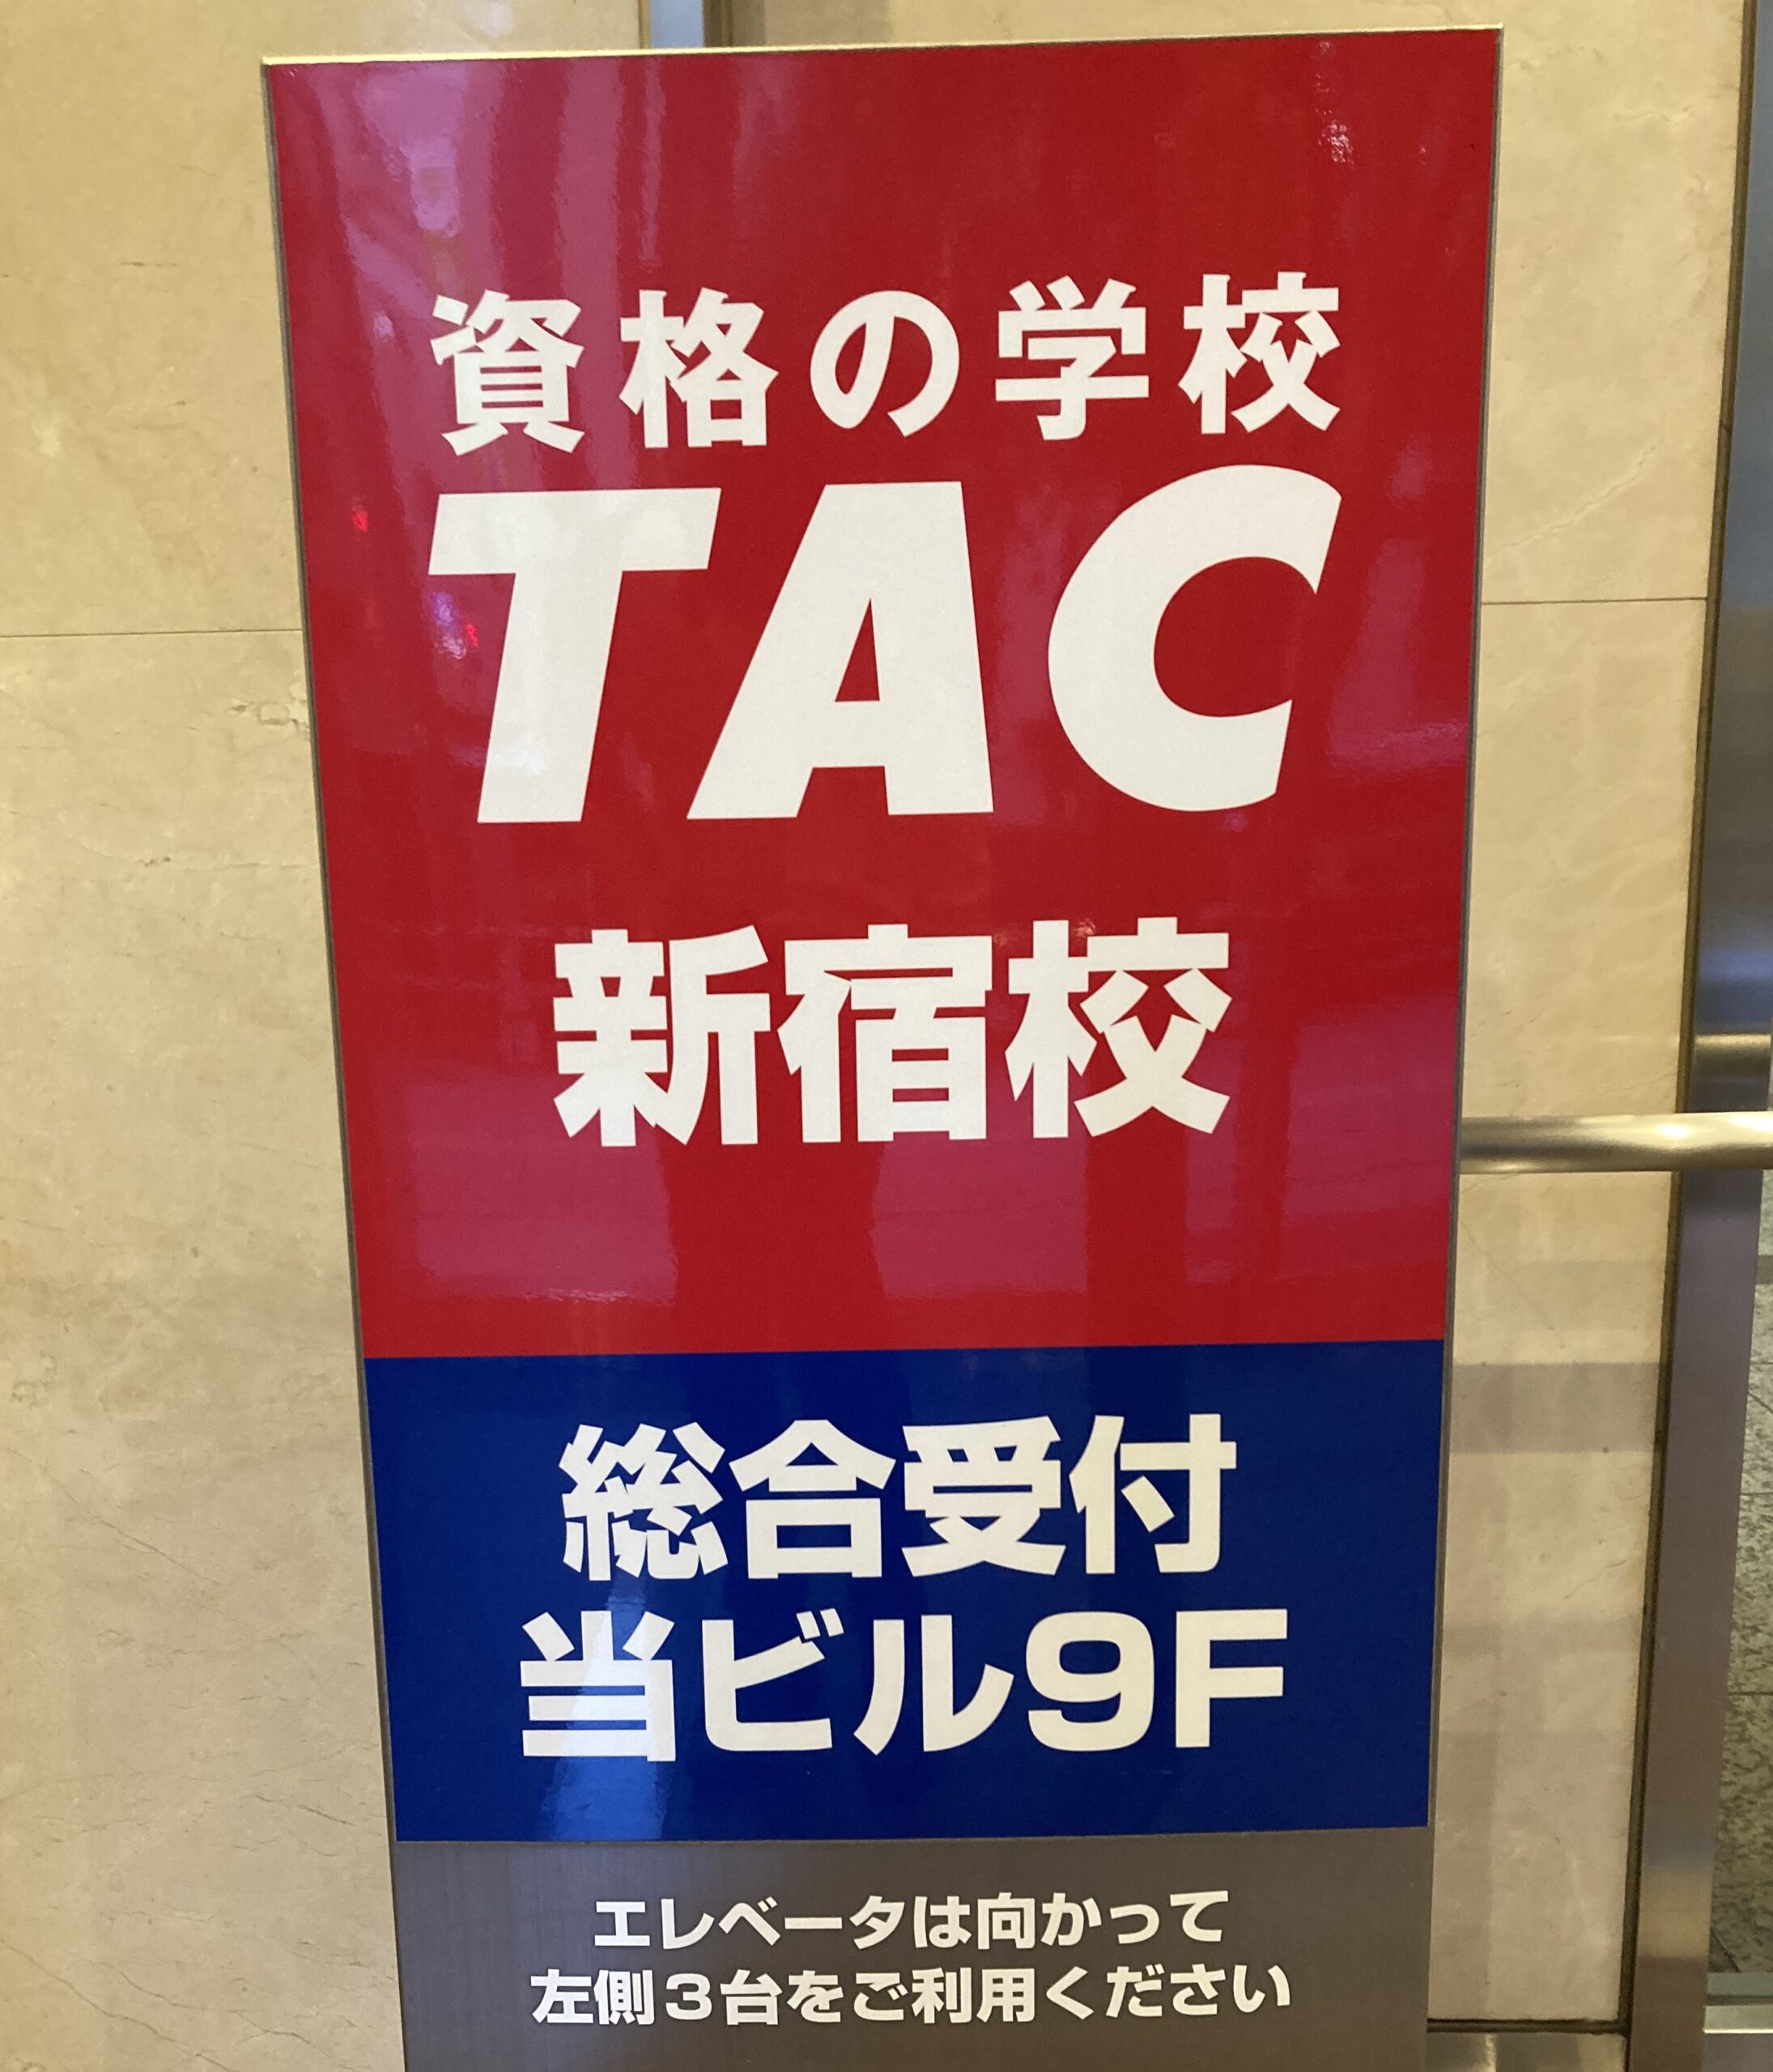 資格の学校
TAC
新宿校
総合受付
当ビル9F
エレベータは向かって
左側3台をご利用ください